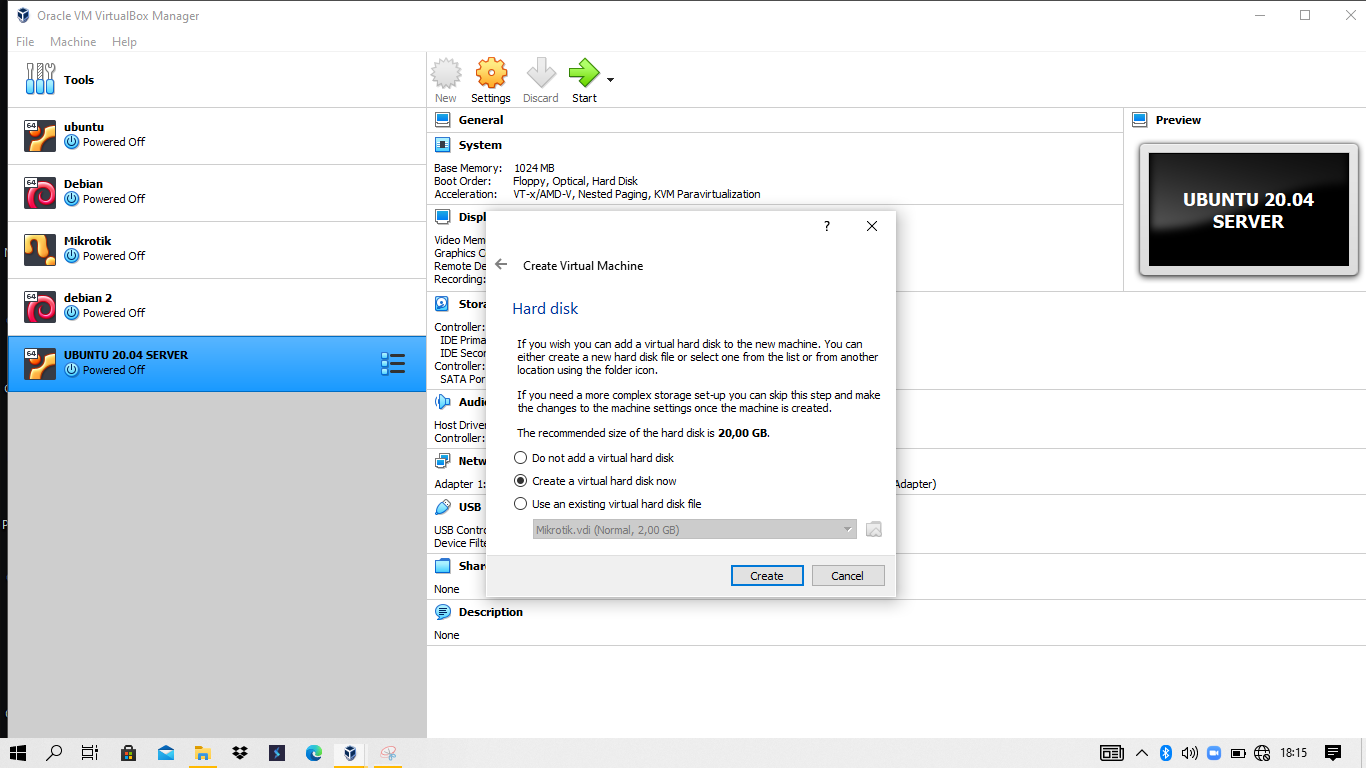 Oracle VM VirtualBox Manager
File Machine Help
Tools
New Settings Discard Start
64
ubuntu
Powered Off
64
Debian
Powered Off
Mikrotik
Powered Off
64
debian 2
Powered Off
64
UBUNTU 20.04 SERVER
Powered Off
General
System
Base Memory: 1024 MB
Boot Order: Floppy, Optical, Hard Disk
Acceleration: VT-x/AMD-V, Nested Paging, KVM Paravirtualization
Displ
Video Mem
Graphics C
Remote De
Recording:
Stora
Controller:
IDE Prima
IDE Secon
Controller:
SATA Por
Audio
Host Driver
Controller:
Netw
Adapter 1:
Adapter)
USB
USB Contro
Device Filte
Shar
None
Description
None
Preview
UBUNTU 20.04
SERVER
?
Create Virtual Machine
Hard disk
If you wish you can add a virtual hard disk to the new machine. You can
either create a new hard disk file or select one from the list or from another
location using the folder icon.
If you need a more complex storage set-up you can skip this step and make
the changes to the machine settings once the machine is created.
The recommended size of the hard disk is 20,00 GB.
Do not add a virtual hard disk
Create a virtual hard disk now
Use an existing virtual hard disk file
Mikrotik.vdi (Normal, 2,00 GB)
Create Cancel
18:15